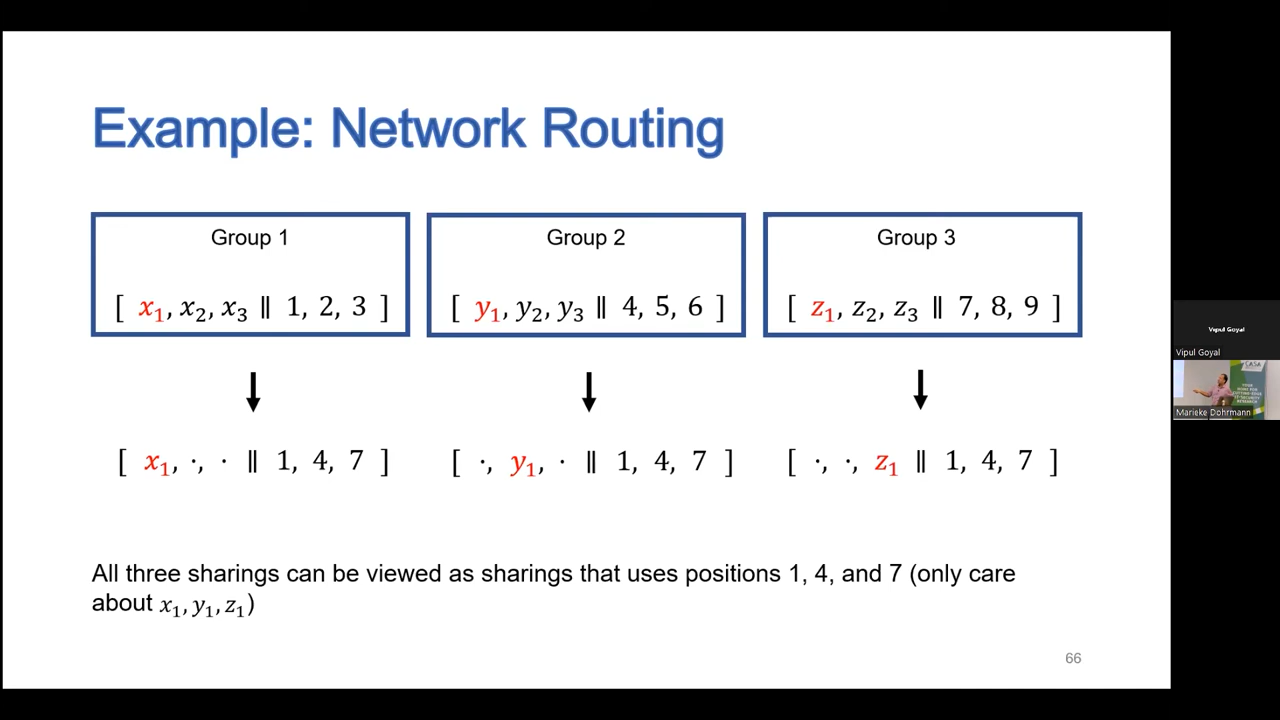 Example: Network Routing
Group 1
[ x₁, x₂, x₃ ∥ 1, 2, 3 ]
Group 2
[ y₁, y₂, y₃ ∥ 4, 5, 6 ]
Group 3
[ z₁, z₂, z₃ ∥ 7, 8, 9 ]
[ x₁, ·, · ∥ 1, 4, 7 ]
[ ·, y₁, · ∥ 1, 4, 7 ]
[ ·, ·, z₁ ∥ 1, 4, 7 ]
All three sharings can be viewed as sharings that uses positions 1, 4, and 7 (only care
about x₁, y₁, z₁)
66
Vipul Goyal
Vipul Goyal
CASA
Marieke Dohrmann